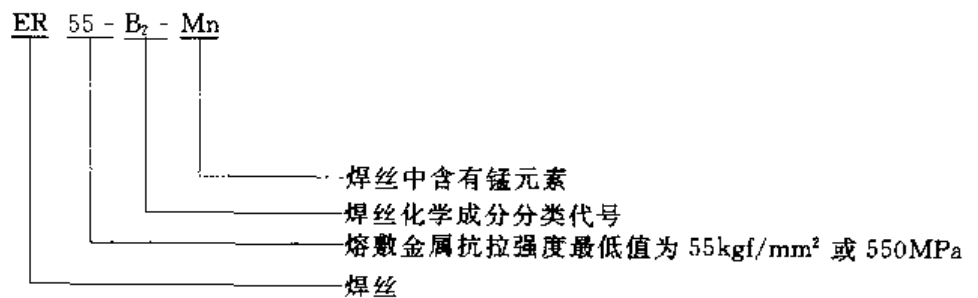 ER 55 - B₂ - Mn
焊丝中含有锰元素
焊丝化学成分分类代号
熔敷金属抗拉强度最低值为 55kgf/mm² 或 550MPa
焊丝